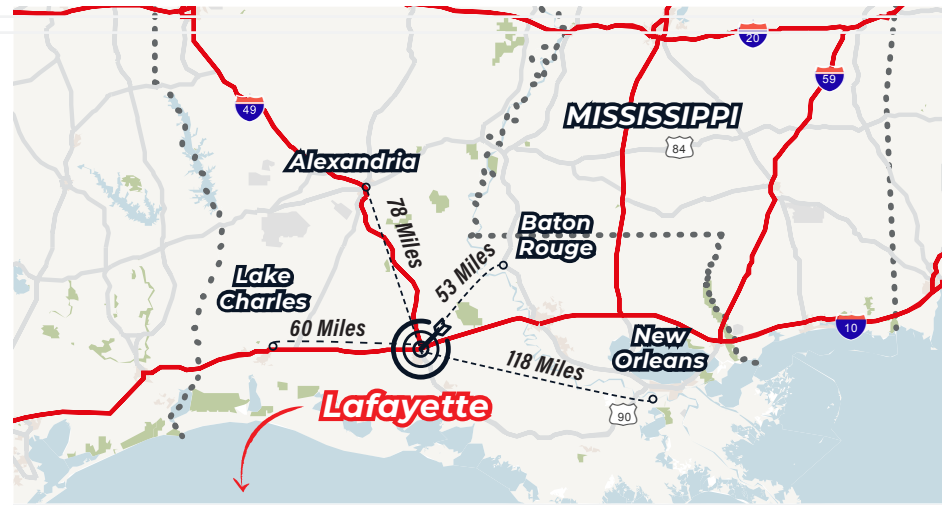 20
59
49
MISSISSIPPI
84
Alexandria
78 Miles
Baton
Rouge
53 Miles
Lake
Charles
60 Miles
10
New
Orleans
118 Miles
Lafayette
90